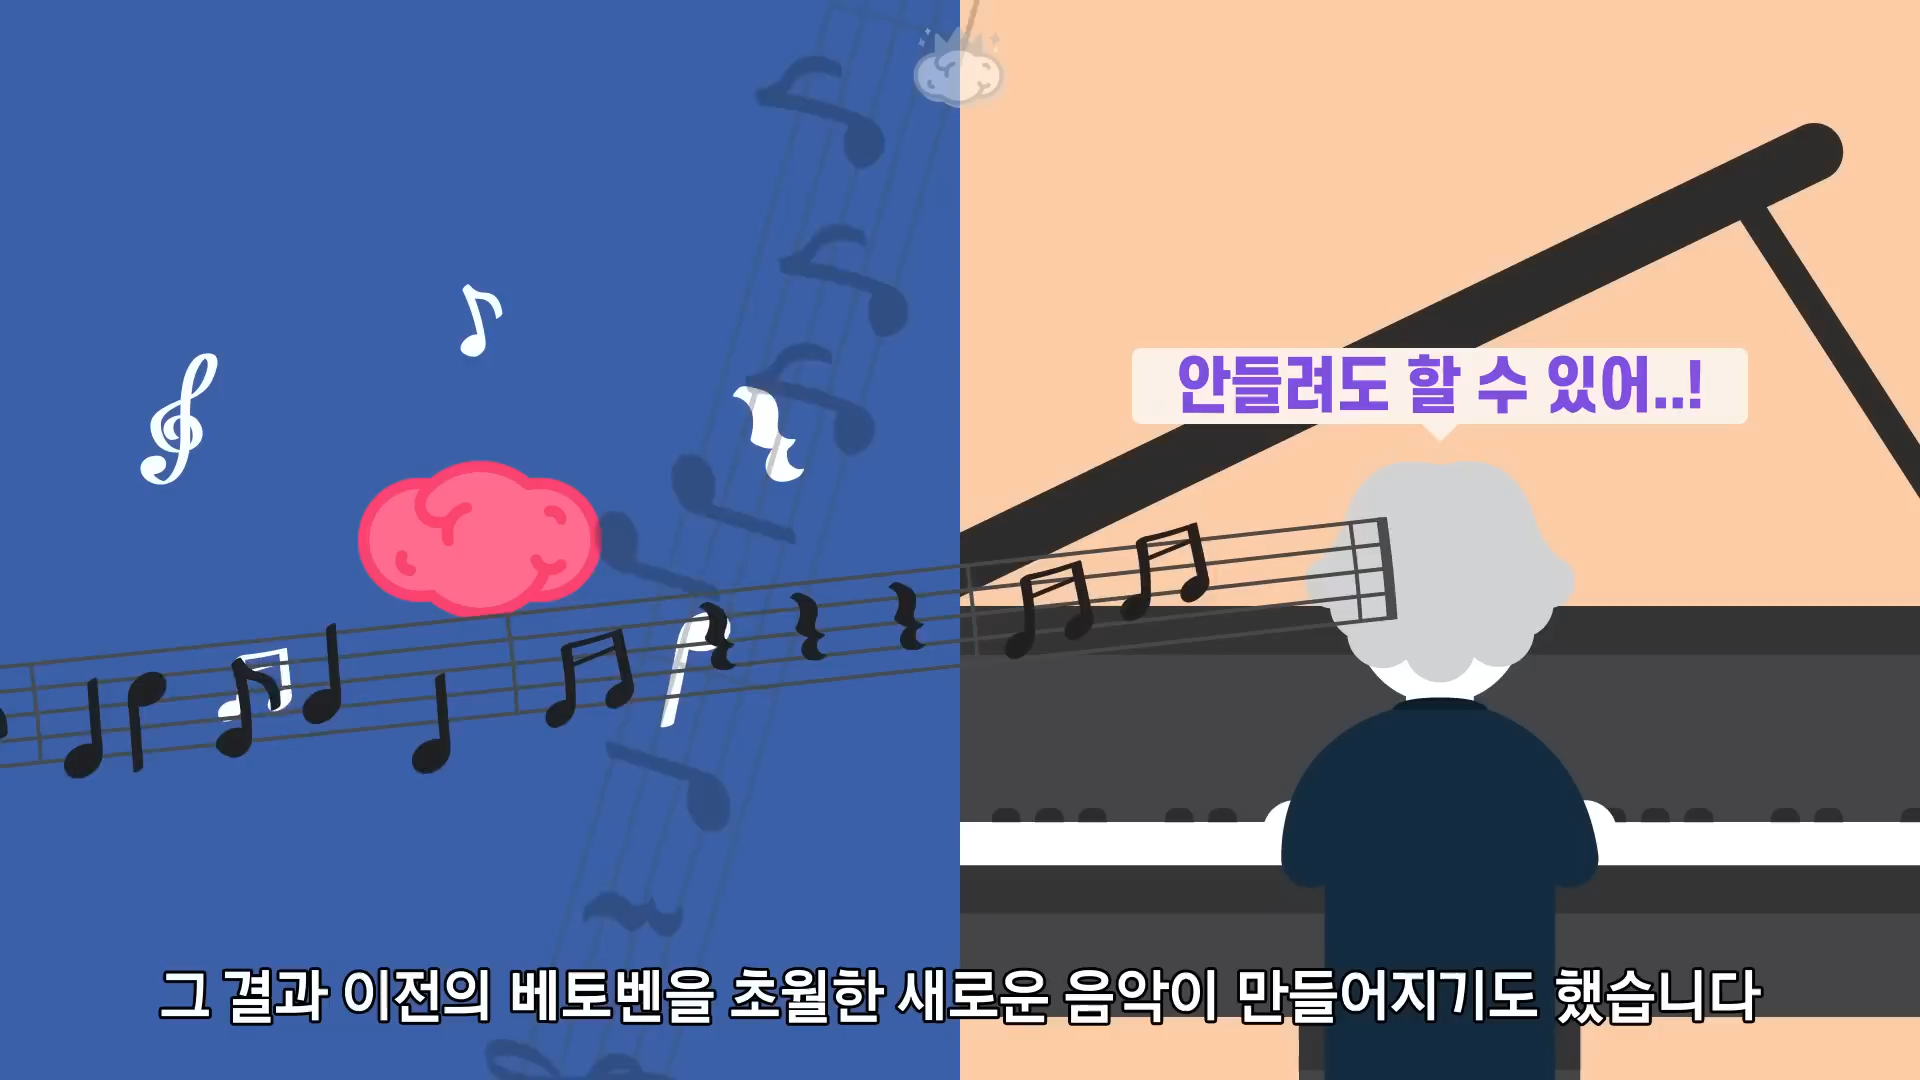 안들려도 할 수 있어..!
그 결과 이전의 베토벤을 초월한 새로운 음악이 만들어지기도 했습니다